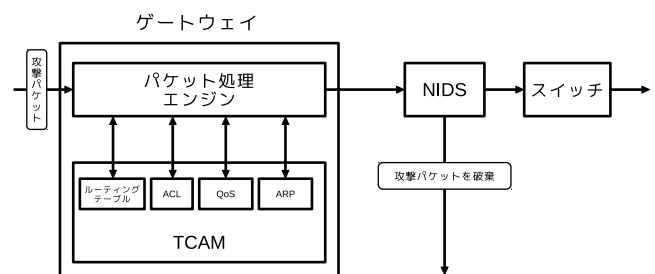 ゲートウェイ
攻撃パケット
パケット処理
エンジン
NIDS
スイッチ
攻撃パケットを破棄
ルーティング
テーブル
ACL
QoS
ARP
TCAM